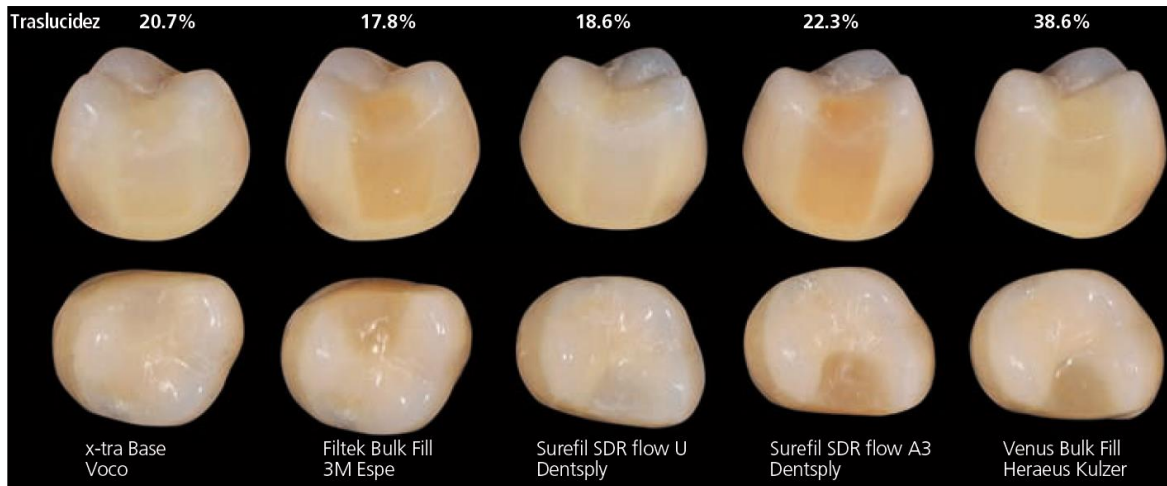 Traslucidez 20.7% 17.8% 18.6% 22.3% 38.6%
x-tra Base
Voco
Filtek Bulk Fill
3M Espe
Surefil SDR flow U
Dentsply
Surefil SDR flow A3
Dentsply
Venus Bulk Fill
Heraeus Kulzer